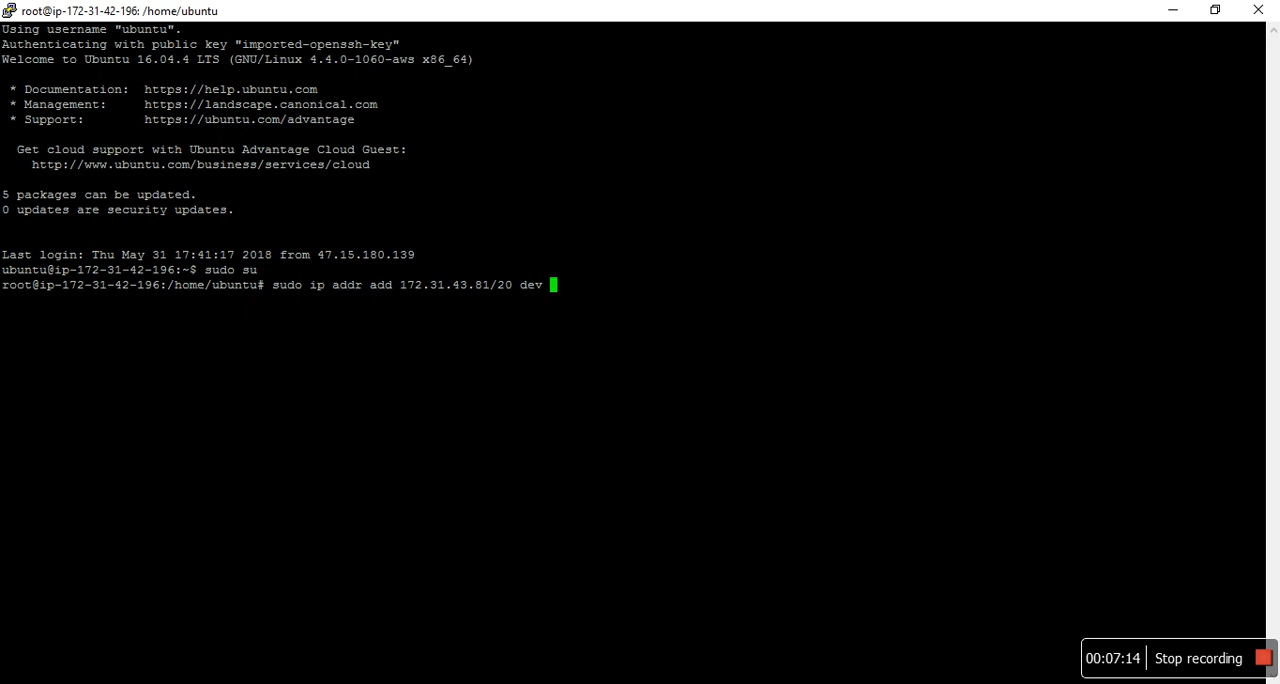 root@ip-172-31-42-196: /home/ubuntu
Using username "ubuntu".
Authenticating with public key "imported-openssh-key"
Welcome to Ubuntu 16.04.4 LTS (GNU/Linux 4.4.0-1060-aws x86_64)
* Documentation:  https://help.ubuntu.com
* Management:     https://landscape.canonical.com
* Support:        https://ubuntu.com/advantage
Get cloud support with Ubuntu Advantage Cloud Guest:
http://www.ubuntu.com/business/services/cloud
5 packages can be updated.
0 updates are security updates.
Last login: Thu May 31 17:41:17 2018 from 47.15.180.139
ubuntu@ip-172-31-42-196:~$ sudo su
root@ip-172-31-42-196:/home/ubuntu# sudo ip addr add 172.31.43.81/20 dev
00:07:14 Stop recording